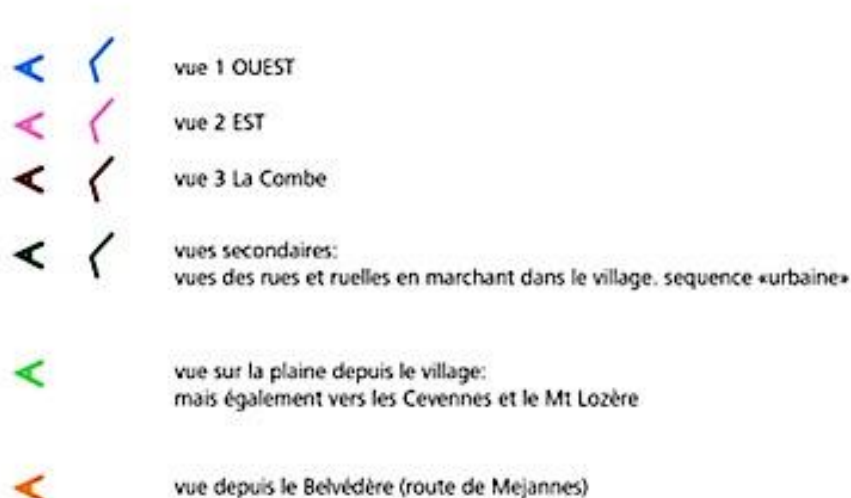 vue 1 OUEST
vue 2 EST
vue 3 La Combe
vues secondaires:
vues des rues et ruelles en marchant dans le village. sequence «urbaine»
vue sur la plaine depuis le village:
mais également vers les Cevennes et le Mt Lozère
vue depuis le Belvédère (route de Mejannes)